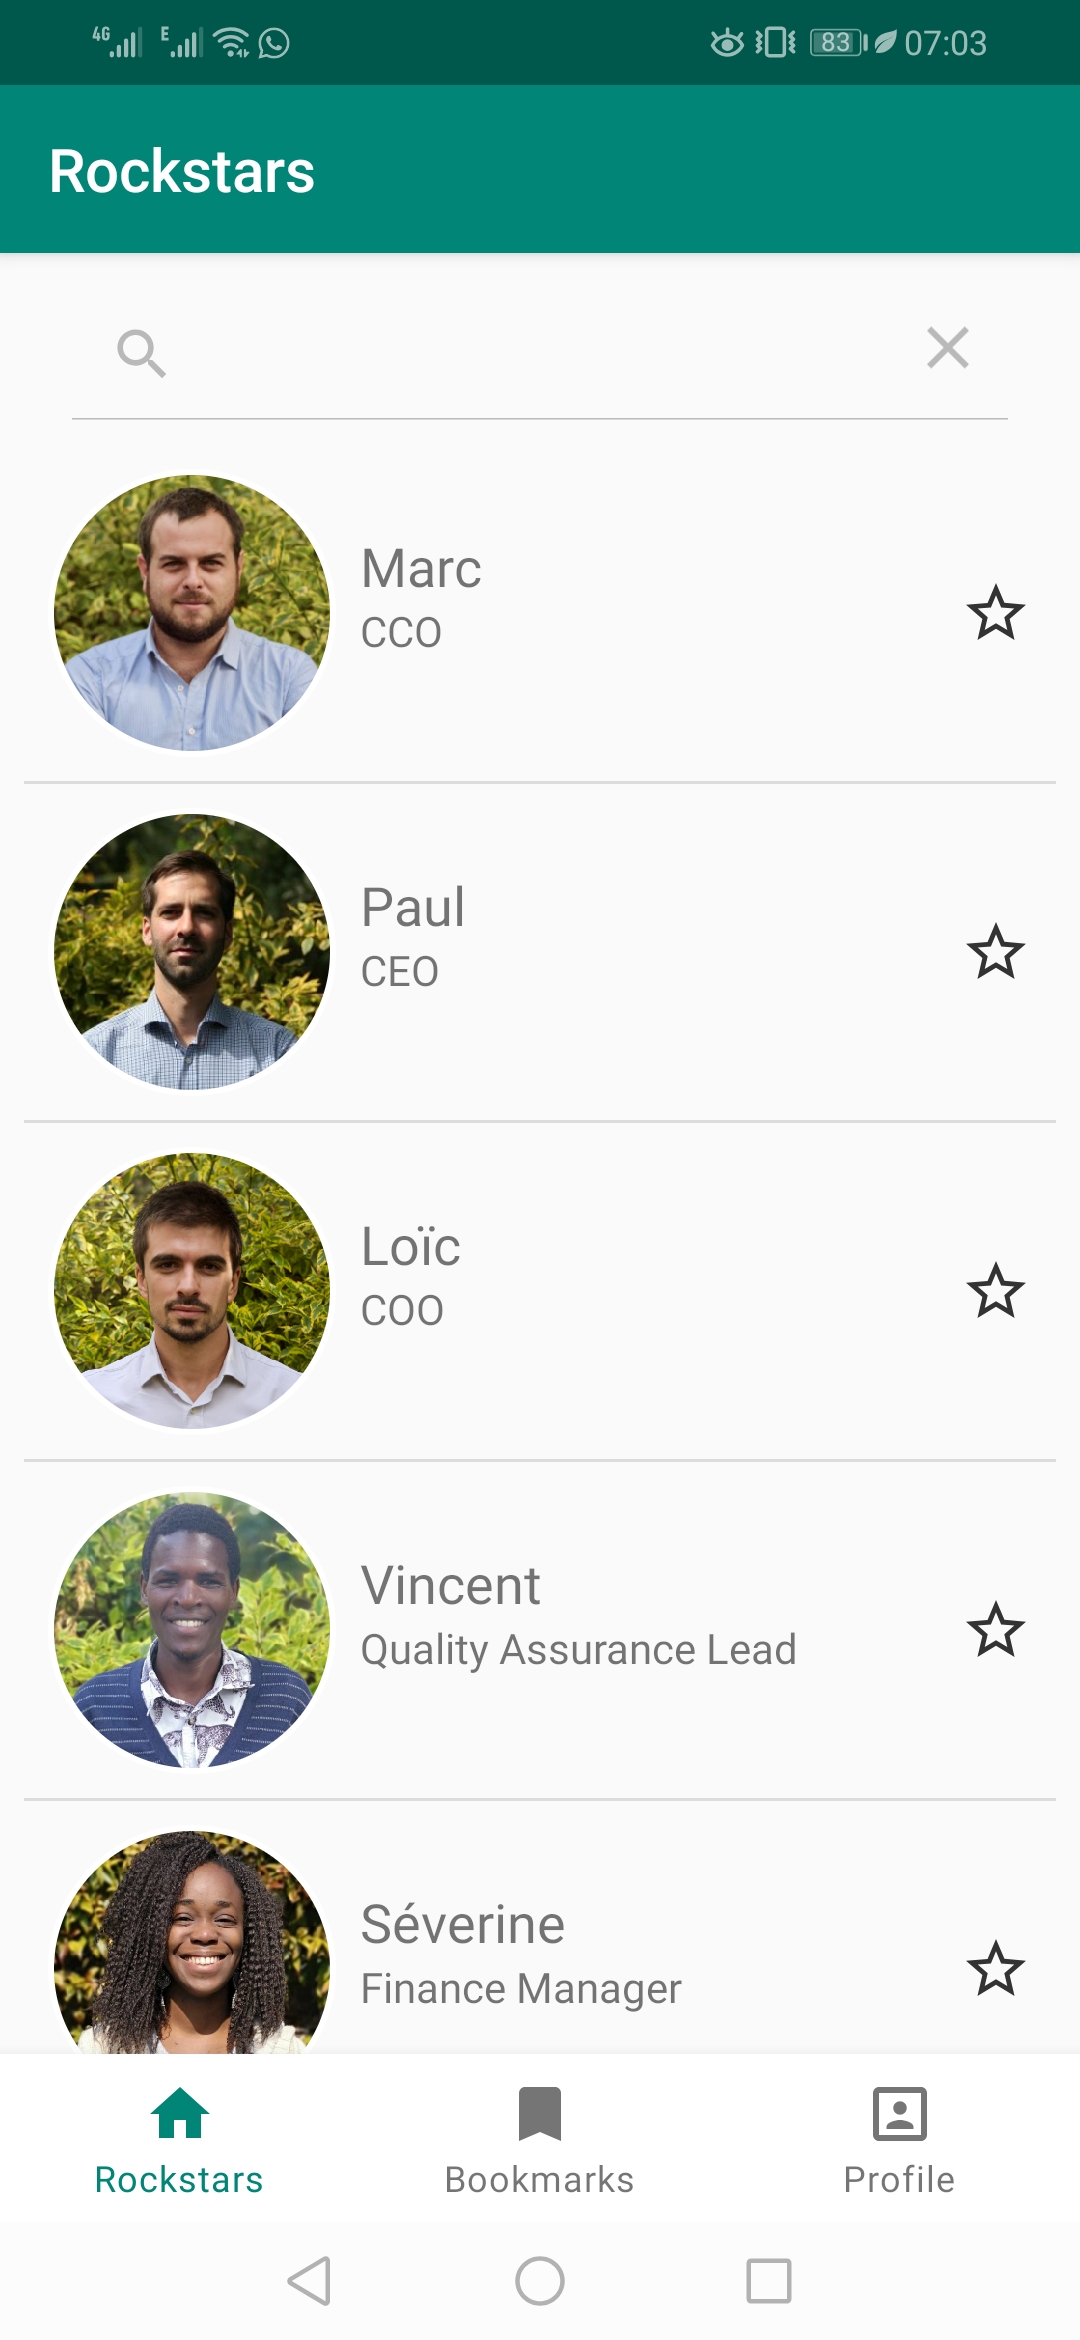 4G E 83 07:03
Rockstars
Marc
CCO
Paul
CEO
Loïc
COO
Vincent
Quality Assurance Lead
Séverine
Finance Manager
Rockstars Bookmarks Profile